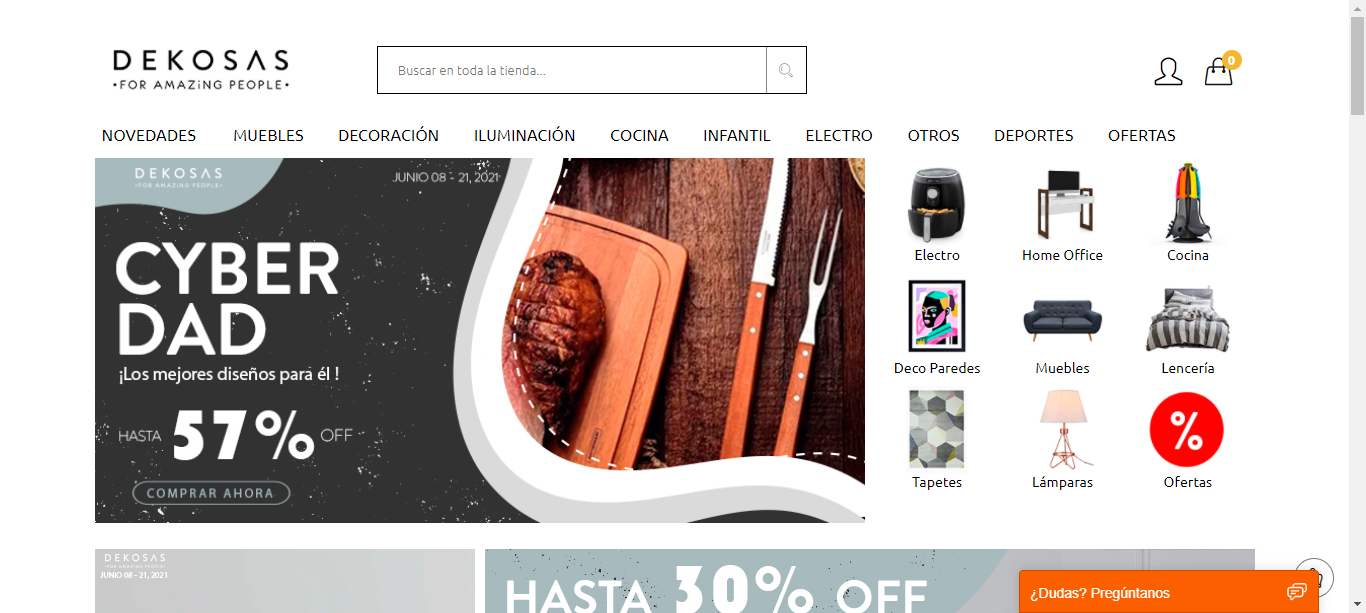 DEKOSAS
•FOR AMAZiNG PEOPLE•
Buscar en toda la tienda...
0
NOVEDADES MUEBLES DECORACIÓN ILUMINACIÓN COCINA INFANTIL ELECTRO OTROS DEPORTES OFERTAS
DEKOSAS
•FOR AMAZING PEOPLE•
JUNIO 08 - 21, 2021
CYBER
DAD
¡Los mejores diseños para él !
HASTA 57% OFF
COMPRAR AHORA
Electro Home Office Cocina
Deco Paredes Muebles Lencería
Tapetes Lámparas % Ofertas
DEKOSAS
•FOR AMAZING PEOPLE•
JUNIO 08 - 21, 2021
HASTA 30% OFF
¿Dudas? Pregúntanos